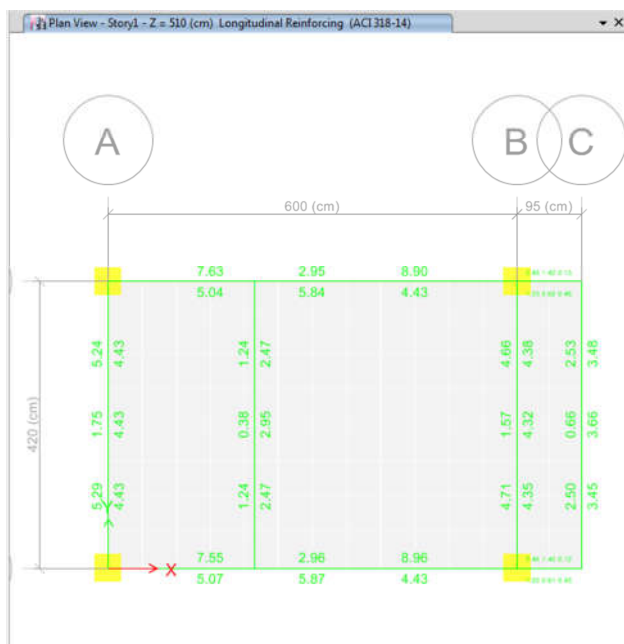 Plan View - Story1 - Z = 510 (cm) Longitudinal Reinforcing (ACI 318-14)
A B C
600 (cm) 95 (cm)
7.63 2.95 8.90
5.04 5.84 4.43
420 (cm)
5.24 4.43 1.24 2.47 4.66 4.38 2.53 3.48
1.75 4.43 0.38 2.95 1.57 4.32 0.66 3.66
5.29 4.43 1.24 2.47 4.71 4.35 2.50 3.45
Y
7.55 2.96 8.96
X
5.07 5.87 4.43